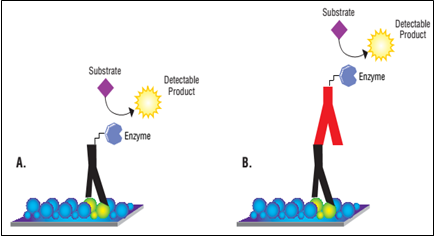 Substrate
Detectable
Product
Enzyme
A.
Substrate
Detectable
Product
Enzyme
B.